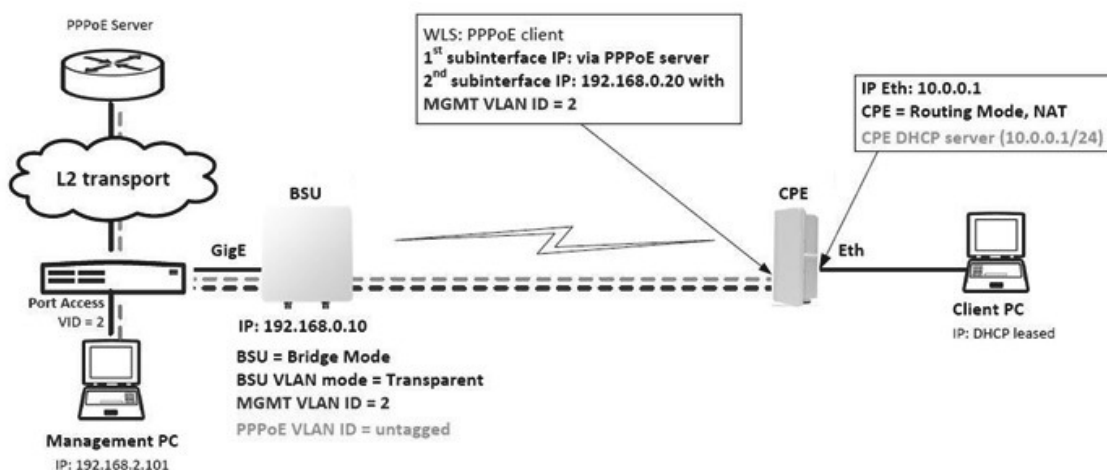 PPPoE Server
WLS: PPPoE client
1st subinterface IP: via PPPoE server
2nd subinterface IP: 192.168.0.20 with
MGMT VLAN ID = 2
IP Eth: 10.0.0.1
CPE = Routing Mode, NAT
CPE DHCP server (10.0.0.1/24)
L2 transport
BSU
CPE
GigE
Eth
Port Access
VID = 2
IP: 192.168.0.10
BSU = Bridge Mode
BSU VLAN mode = Transparent
MGMT VLAN ID = 2
PPPoE VLAN ID = untagged
Client PC
IP: DHCP leased
Management PC
IP: 192.168.2.101